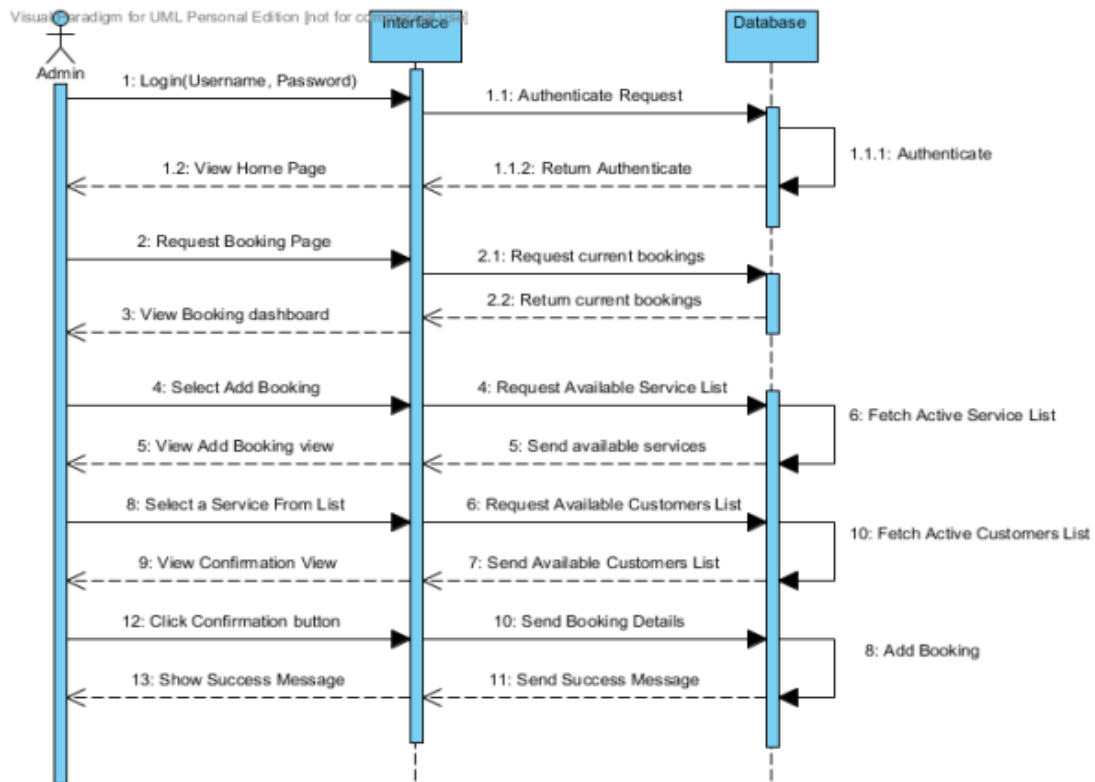 Visual Paradigm for UML Personal Edition [not for commercial use]
Interface
Database
Admin
1: Login(Username, Password)
1.1: Authenticate Request
1.1.1: Authenticate
1.2: View Home Page
1.1.2: Return Authenticate
2: Request Booking Page
2.1: Request current bookings
2.2: Return current bookings
3: View Booking dashboard
4: Select Add Booking
4: Request Available Service List
6: Fetch Active Service List
5: View Add Booking view
5: Send available services
8: Select a Service From List
6: Request Available Customers List
10: Fetch Active Customers List
9: View Confirmation View
7: Send Available Customers List
12: Click Confirmation button
10: Send Booking Details
8: Add Booking
13: Show Success Message
11: Send Success Message